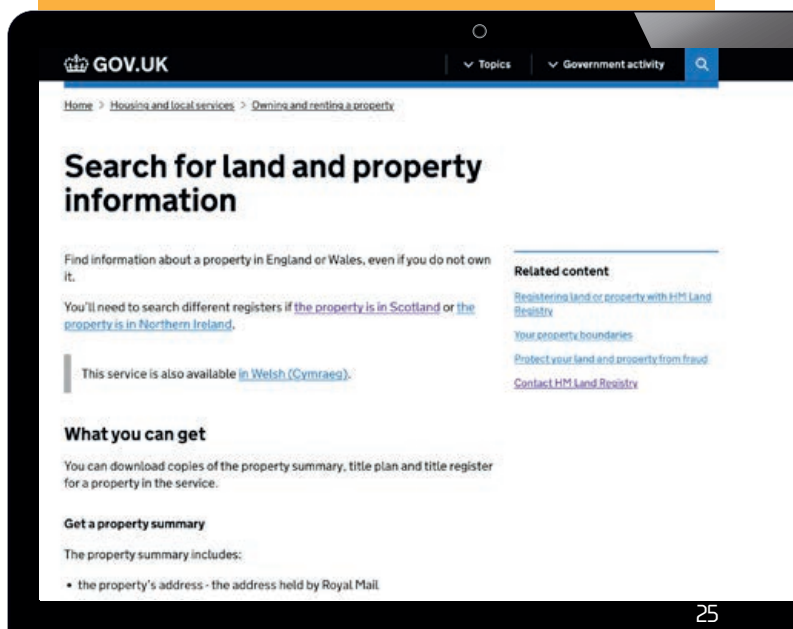 GOV.UK
Topics
Government activity
Home > Housing and local services > Owning and renting a property
Search for land and property
information
Find information about a property in England or Wales, even if you do not own
it.
You'll need to search different registers if the property is in Scotland or the
property is in Northern Ireland.
This service is also available in Welsh (Cymraeg).
What you can get
You can download copies of the property summary, title plan and title register
for a property in the service.
Get a property summary
The property summary includes:
• the property's address - the address held by Royal Mail
Related content
Registering land or property with HM Land
Registry
Your property boundaries
Protect your land and property from fraud
Contact HM Land Registry
25